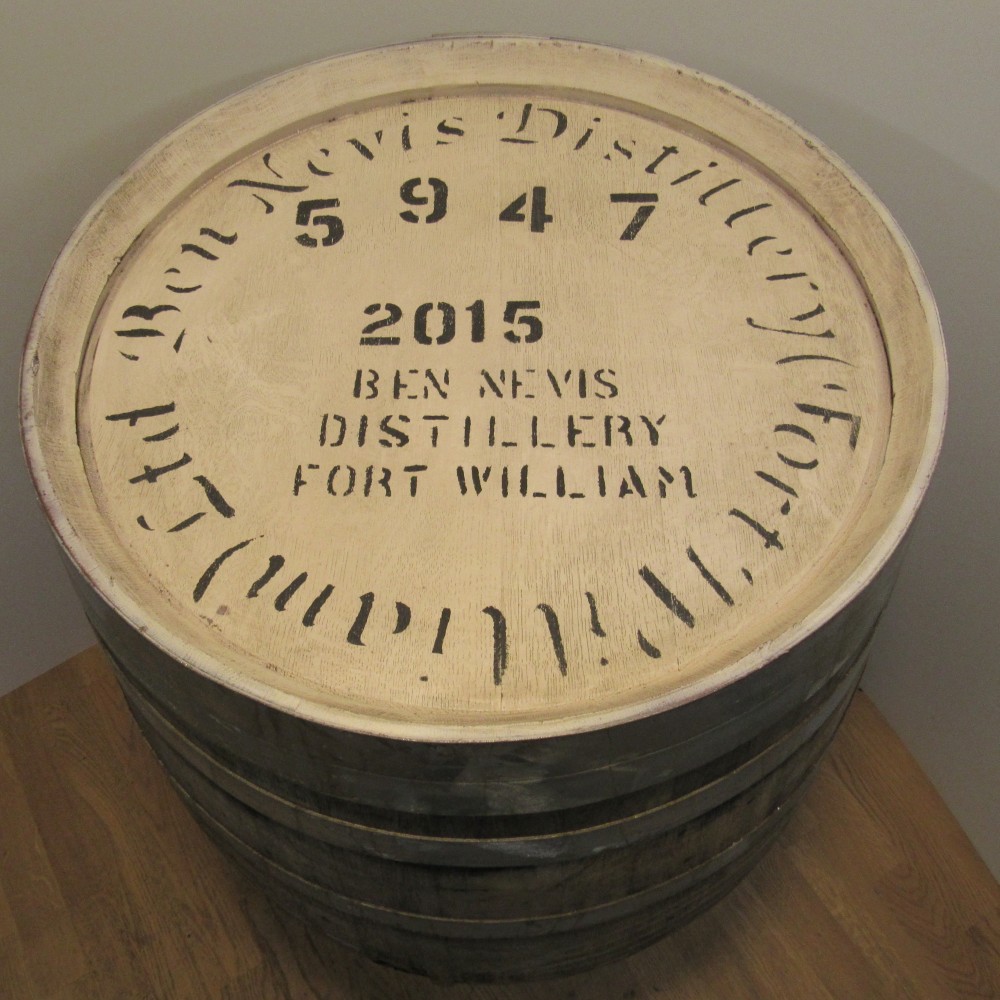 Ben Nevis Distillery (Fort William) Ltd
5947
2015
BEN NEVIS
DISTILLERY
FORT WILLIAM